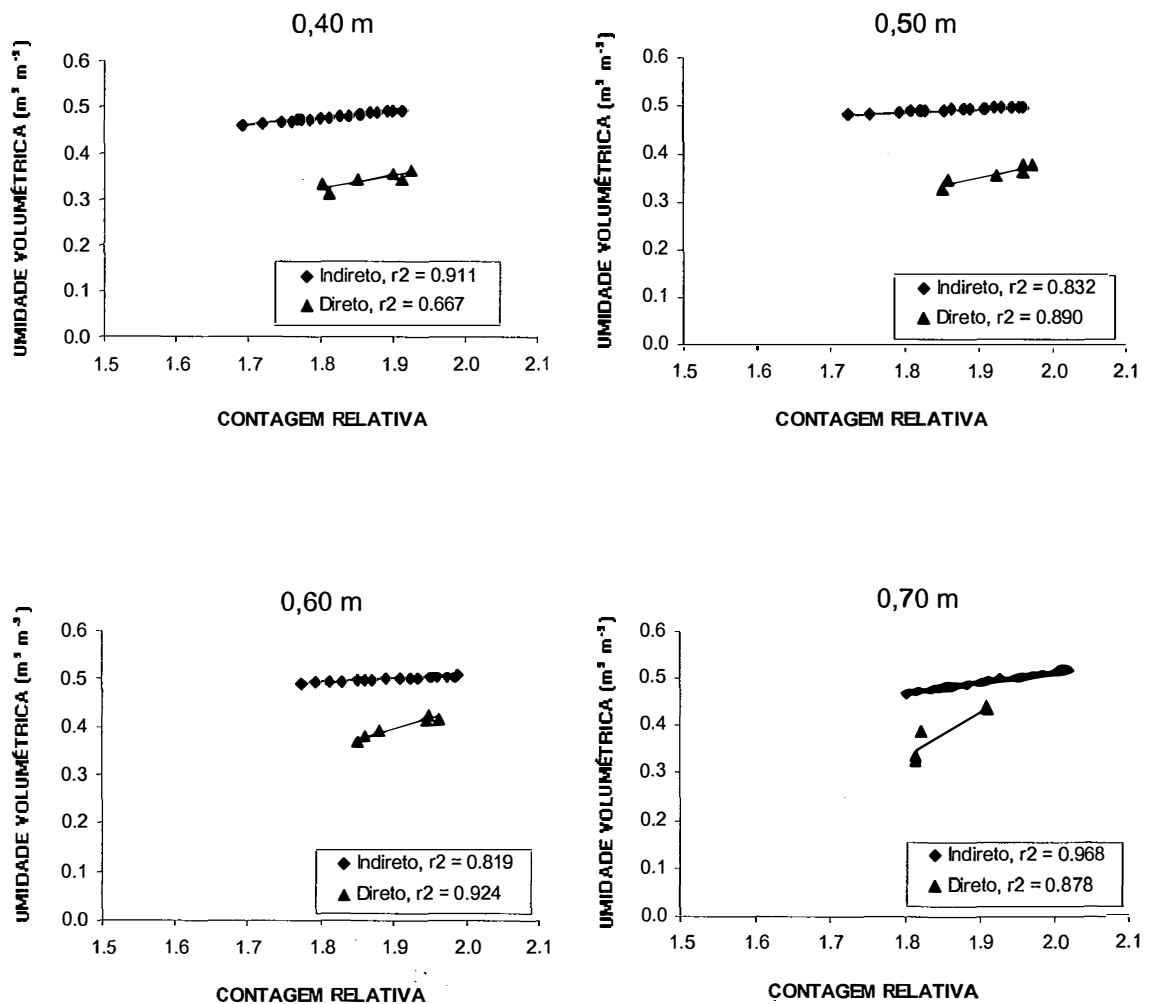 0,40 m
UMIDADE VOLUMÉTRICA (m³ m⁻³)
0.6
0.5
0.4
0.3
0.2
0.1
0.0
Indireto, r2 = 0.911
Direto, r2 = 0.667
1.5 1.6 1.7 1.8 1.9 2.0 2.1
CONTAGEM RELATIVA
0,50 m
UMIDADE VOLUMÉTRICA (m³ m⁻³)
0.6
0.5
0.4
0.3
0.2
0.1
0.0
Indireto, r2 = 0.832
Direto, r2 = 0.890
1.5 1.6 1.7 1.8 1.9 2.0 2.1
CONTAGEM RELATIVA
0,60 m
UMIDADE VOLUMÉTRICA (m³ m⁻³)
0.6
0.5
0.4
0.3
0.2
0.1
0.0
Indireto, r2 = 0.819
Direto, r2 = 0.924
1.5 1.6 1.7 1.8 1.9 2.0 2.1
CONTAGEM RELATIVA
0,70 m
UMIDADE VOLUMÉTRICA (m³ m⁻³)
0.6
0.5
0.4
0.3
0.2
0.1
0.0
Indireto, r2 = 0.968
Direto, r2 = 0.878
1.5 1.6 1.7 1.8 1.9 2.0 2.1
CONTAGEM RELATIVA